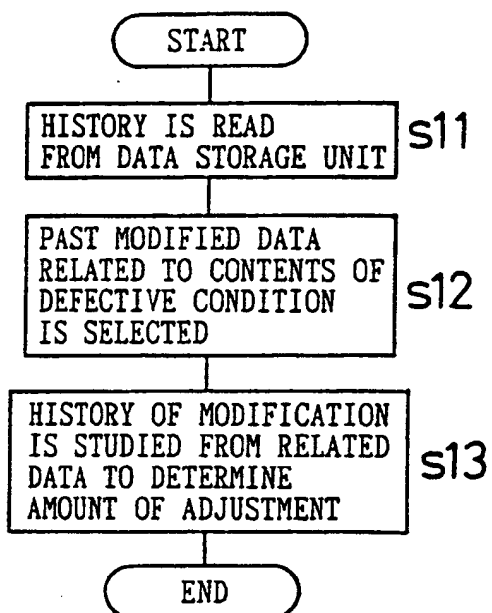 START
HISTORY IS READ
FROM DATA STORAGE UNIT
S11
PAST MODIFIED DATA
RELATED TO CONTENTS OF
DEFECTIVE CONDITION
IS SELECTED
S12
HISTORY OF MODIFICATION
IS STUDIED FROM RELATED
DATA TO DETERMINE
AMOUNT OF ADJUSTMENT
S13
END